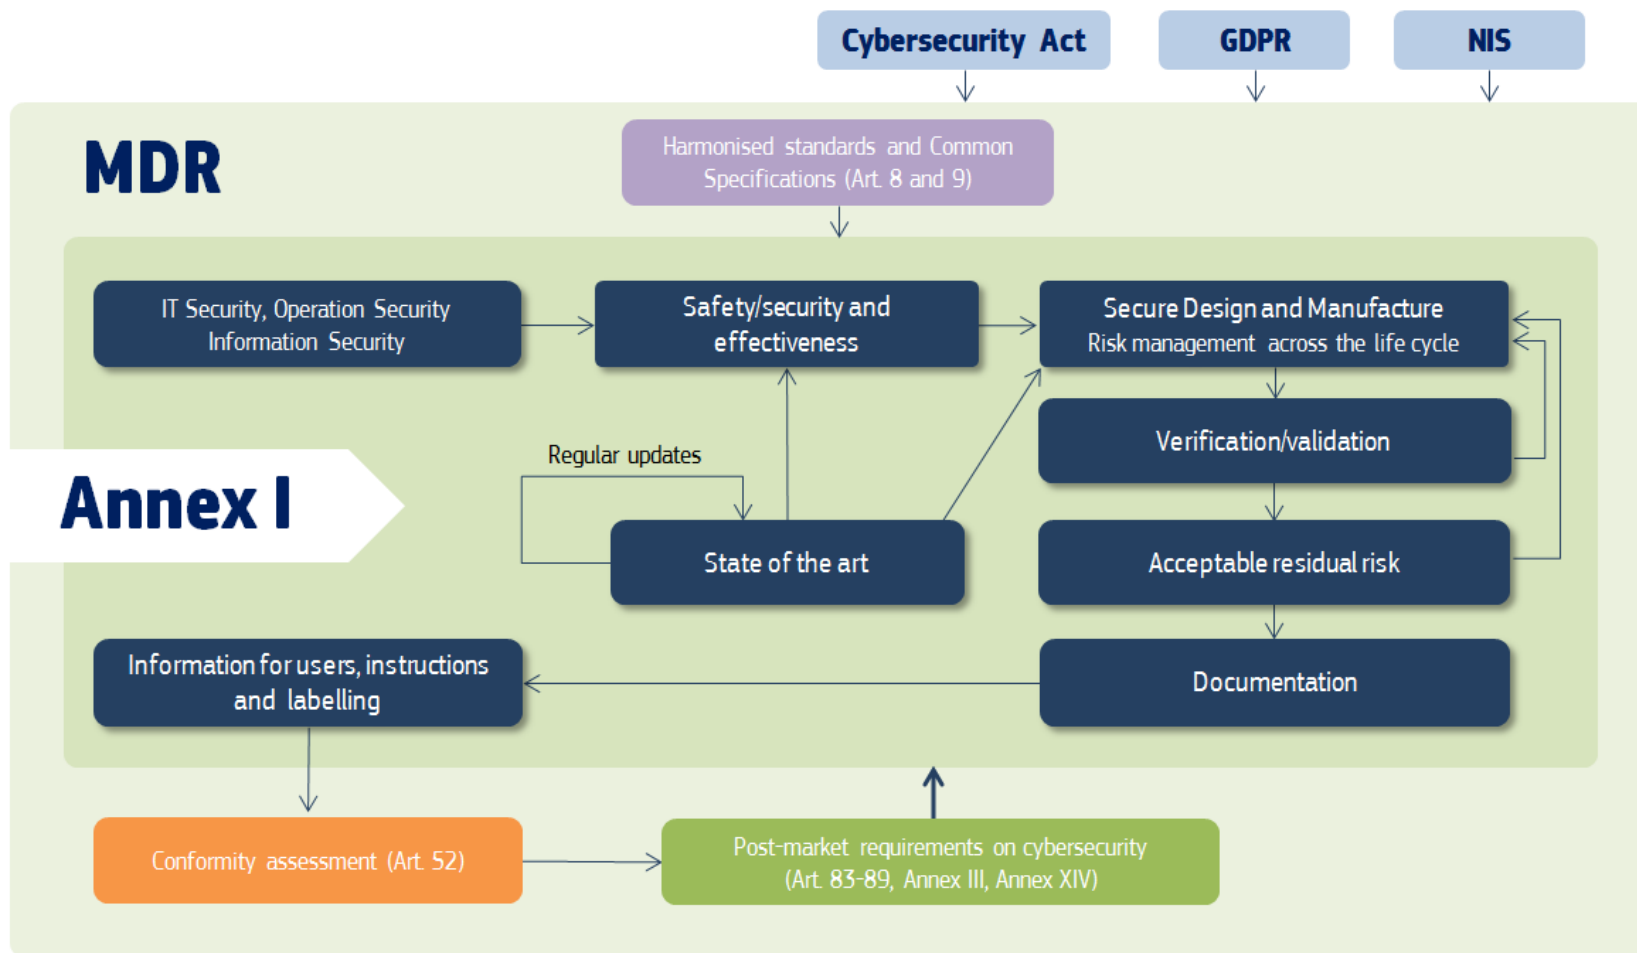 Cybersecurity Act
GDPR
NIS
MDR
Harmonised standards and Common
Specifications (Art. 8 and 9)
IT Security, Operation Security
Information Security
Safety/security and
effectiveness
Secure Design and Manufacture
Risk management across the life cycle
Verification/validation
Regular updates
Annex I
State of the art
Acceptable residual risk
Information for users, instructions
and labelling
Documentation
Conformity assessment (Art. 52)
Post-market requirements on cybersecurity
(Art. 83-89, Annex III, Annex XIV)